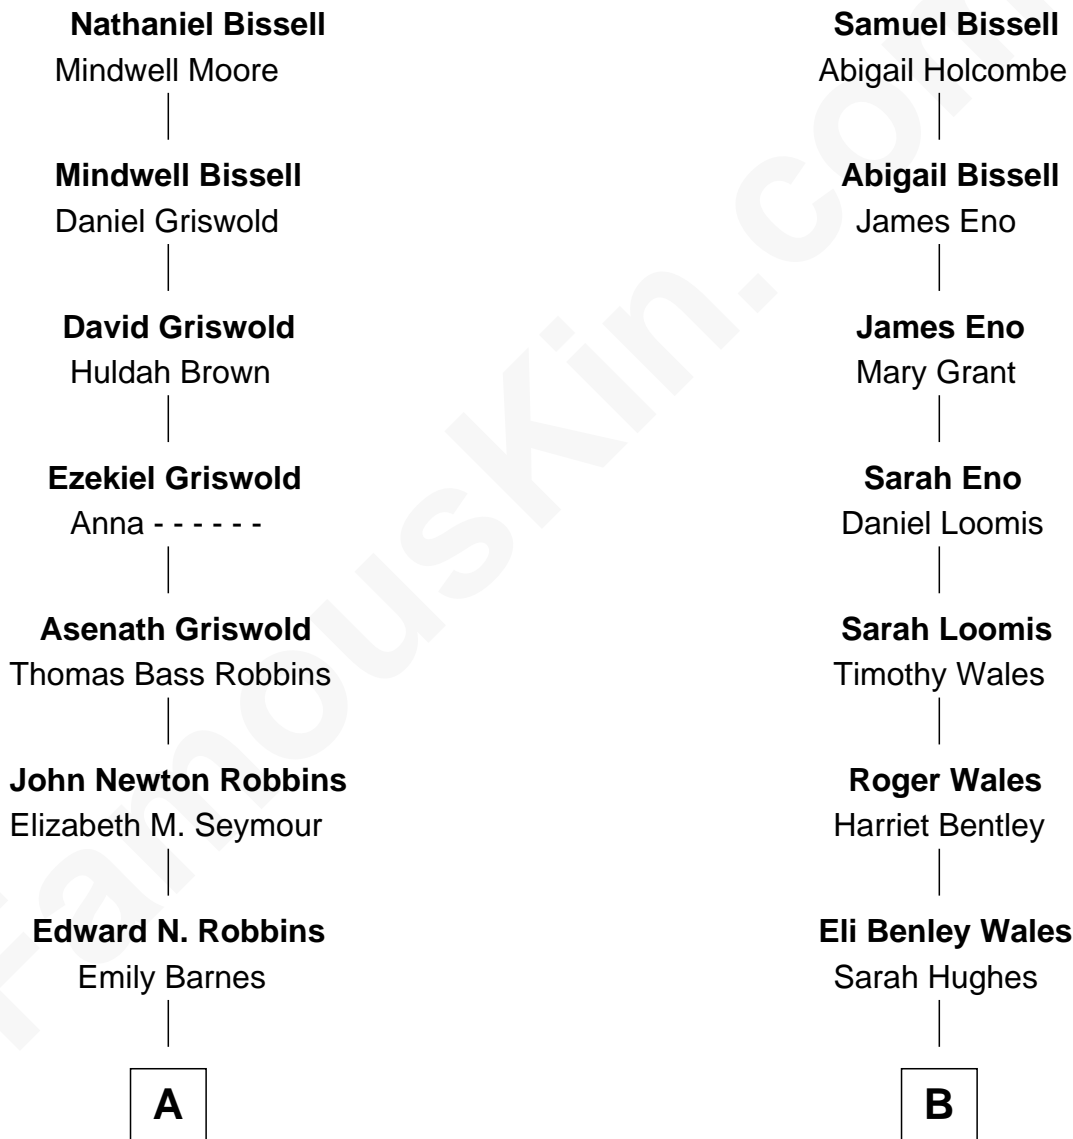 Nathaniel Bissell
Mindwell Moore
Mindwell Bissell
Daniel Griswold
David Griswold
Huldah Brown
Ezekiel Griswold
Anna - - - - - -
Asenath Griswold
Thomas Bass Robbins
John Newton Robbins
Elizabeth M. Seymour
Edward N. Robbins
Emily Barnes
A
Samuel Bissell
Abigail Holcombe
Abigail Bissell
James Eno
James Eno
Mary Grant
Sarah Eno
Daniel Loomis
Sarah Loomis
Timothy Wales
Roger Wales
Harriet Bentley
Eli Benley Wales
Sarah Hughes
B
FamousKin.com